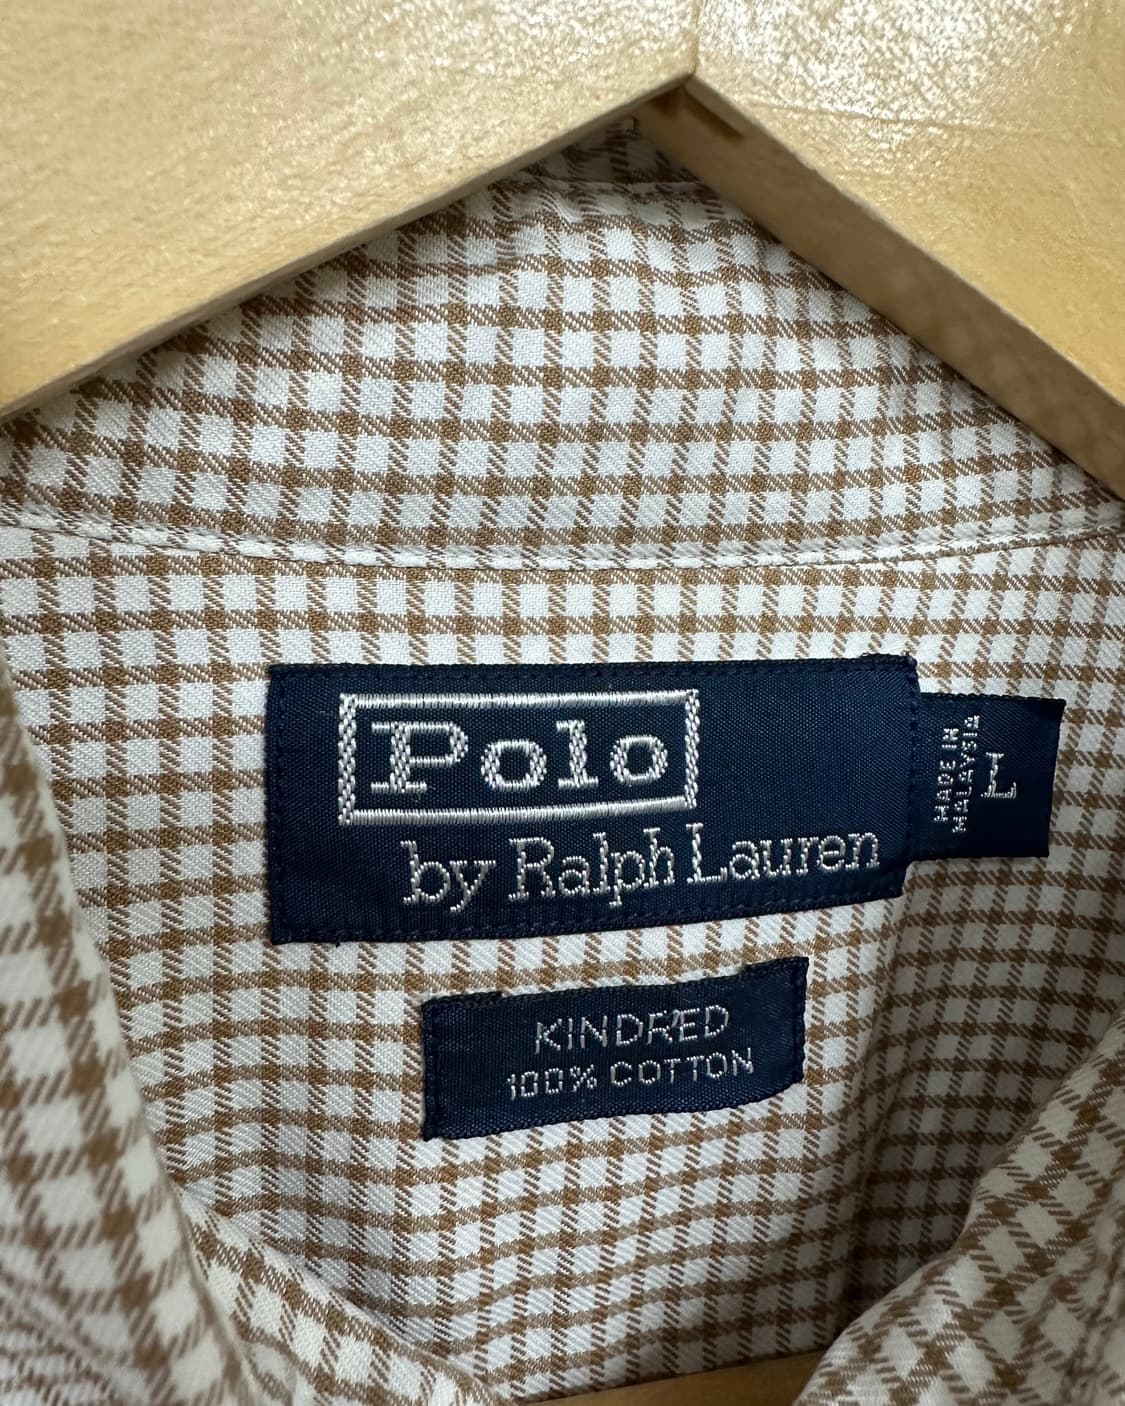 Polo
by Ralph Lauren
MADE IN
MALAYSIA
L
KINDRED
100% COTTON